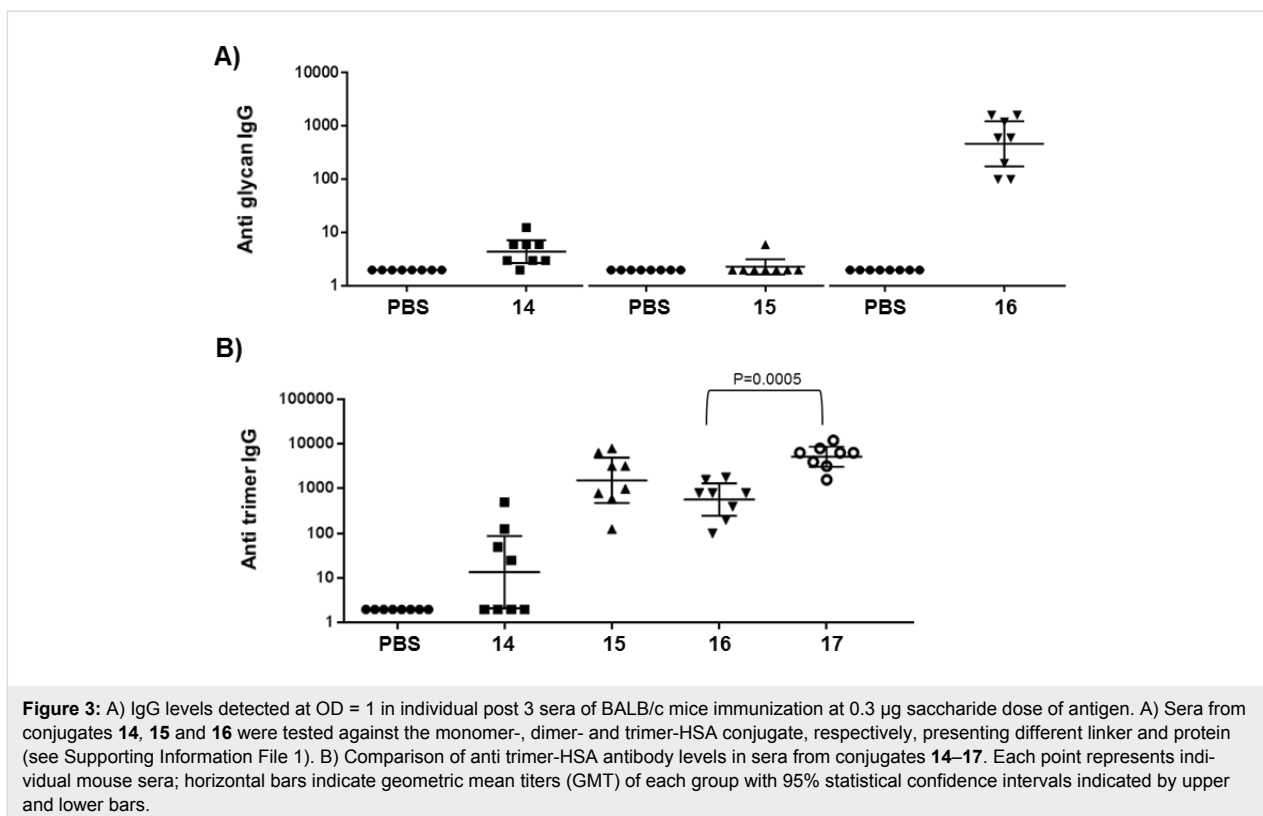 A)
10000
1000
100
10
1
Anti glycan IgG
PBS 14 PBS 15 PBS 16
B)
P=0.0005
100000
10000
1000
100
10
1
Anti trimer IgG
PBS 14 15 16 17
Figure 3: A) IgG levels detected at OD = 1 in individual post 3 sera of BALB/c mice immunization at 0.3 µg saccharide dose of antigen. A) Sera from
conjugates 14, 15 and 16 were tested against the monomer-, dimer- and trimer-HSA conjugate, respectively, presenting different linker and protein
(see Supporting Information File 1). B) Comparison of anti trimer-HSA antibody levels in sera from conjugates 14–17. Each point represents indi-
vidual mouse sera; horizontal bars indicate geometric mean titers (GMT) of each group with 95% statistical confidence intervals indicated by upper
and lower bars.